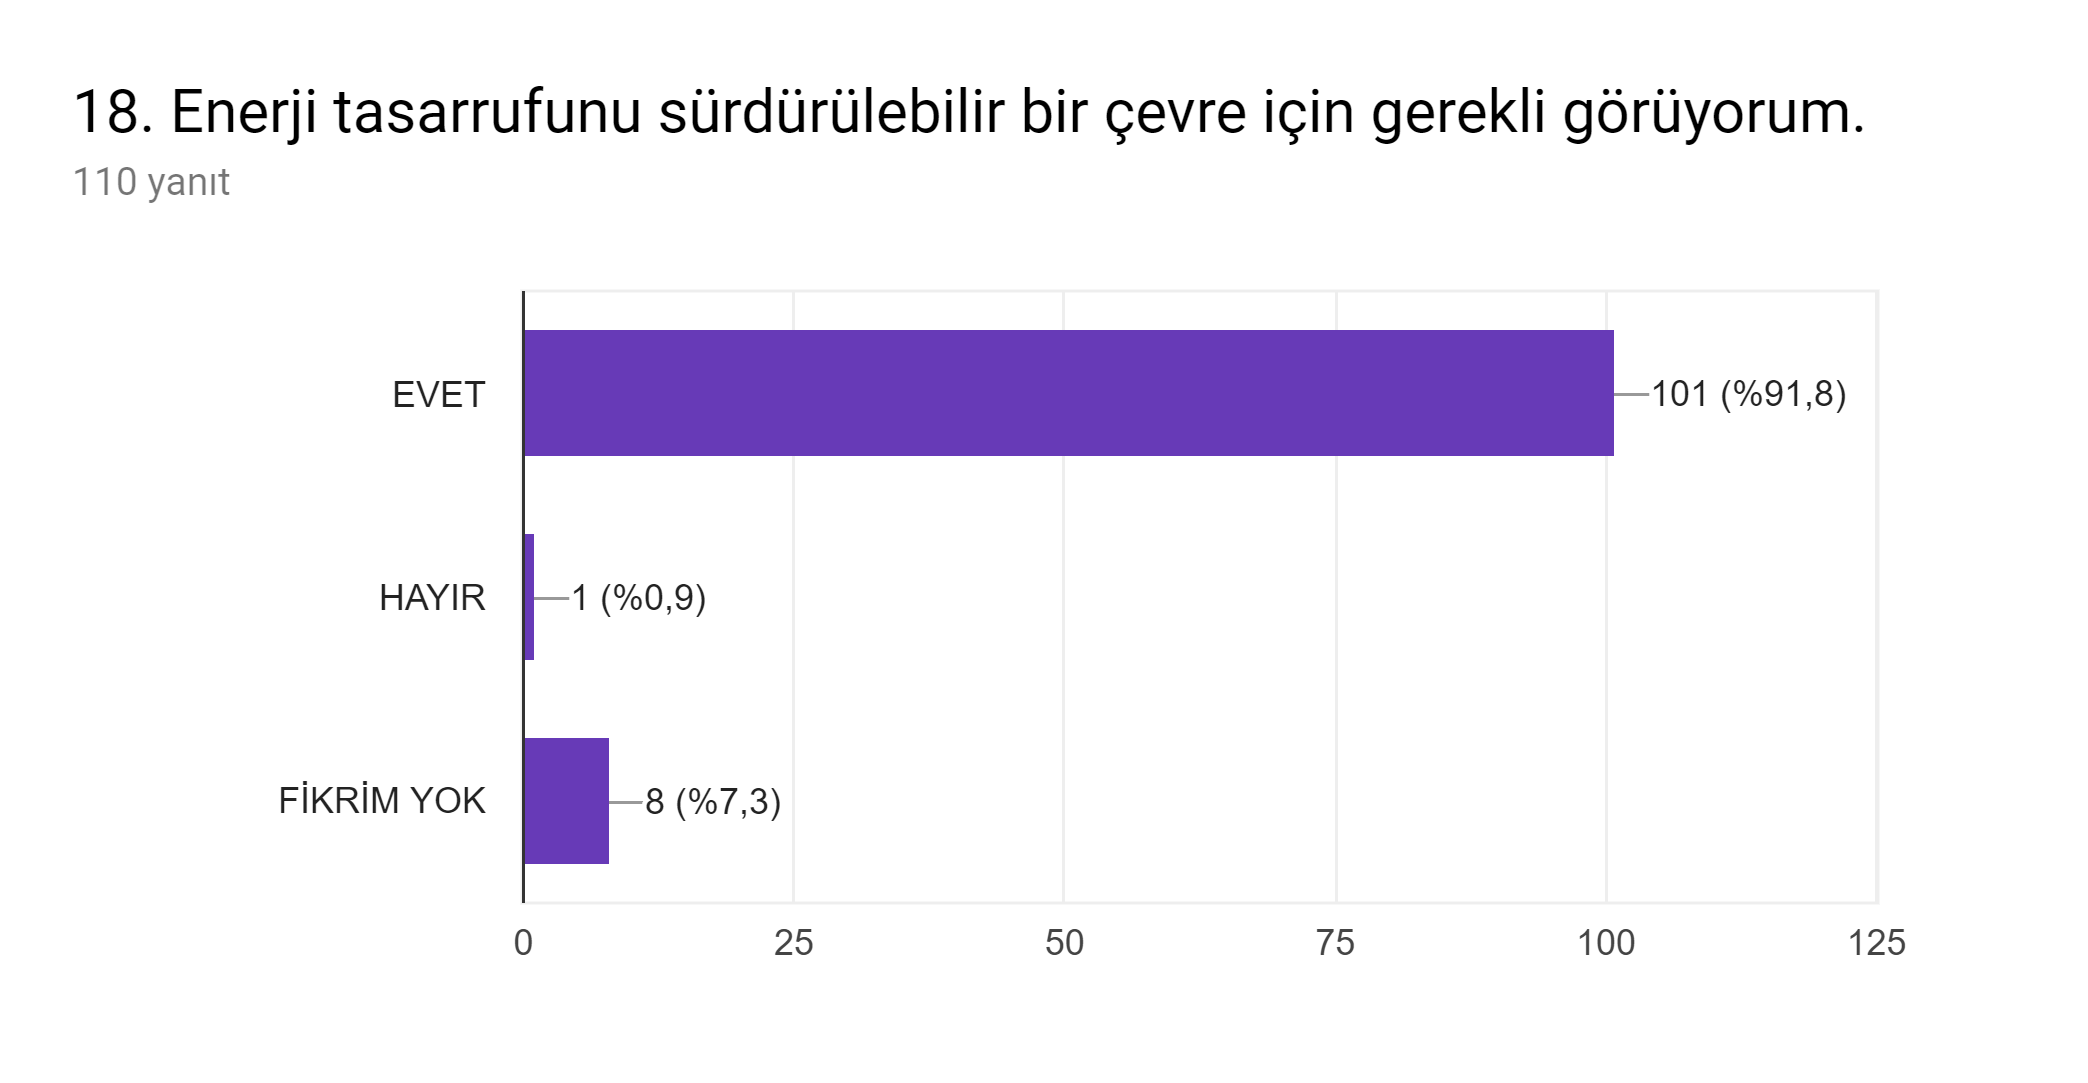 18. Enerji tasarrufunu sürdürülebilir bir çevre için gerekli görüyorum.
110 yanıt
EVET
101 (%91,8)
HAYIR
1 (%0,9)
FİKRİM YOK
8 (%7,3)
0 25 50 75 100 125